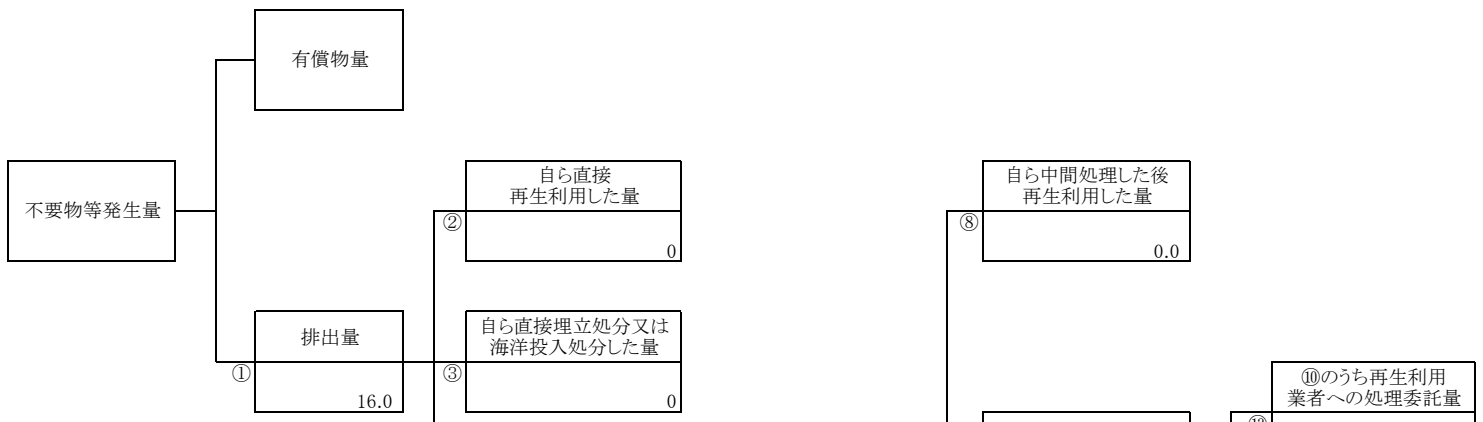 有償物量
不要物等発生量
自ら直接
再生利用した量
②
0
自ら中間処理した後
再生利用した量
⑧
0.0
排出量
①
16.0
自ら直接埋立処分又は
海洋投入処分した量
③
0
⑩のうち再生利用
業者への処理委託量